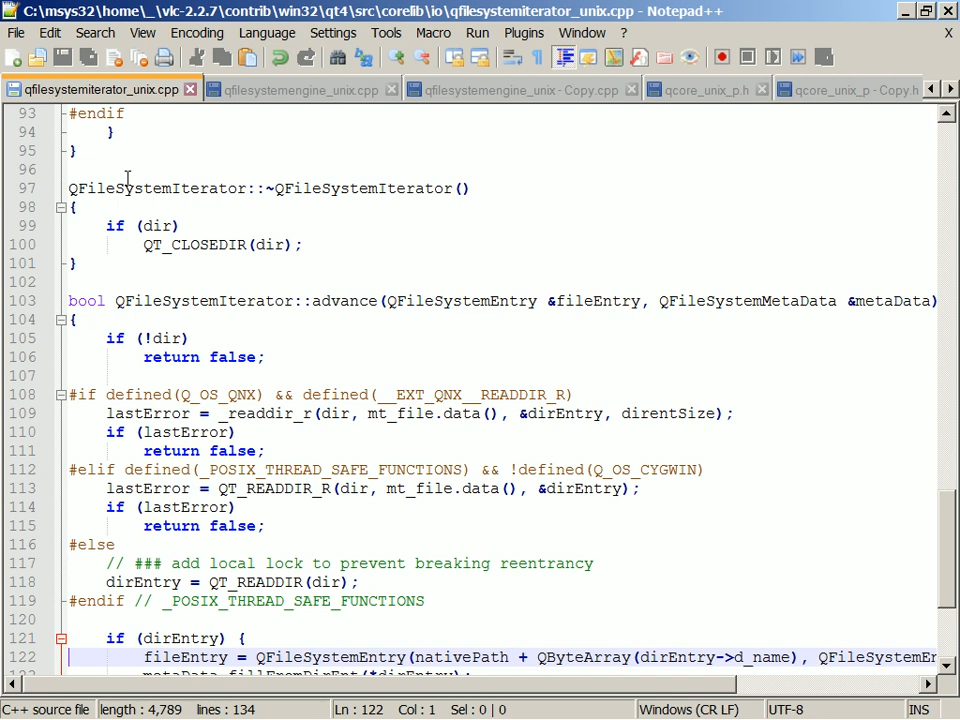 C:\msys32\home\_\vlc-2.2.7\contrib\win32\qt4\src\corelib\io\qfilesystemiterator_unix.cpp - Notepad++
File Edit Search View Encoding Language Settings Tools Macro Run Plugins Window ? X
qfilesystemiterator_unix.cpp qfilesystemengine_unix.cpp qfilesystemengine_unix - Copy.cpp qcore_unix_p.h qcore_unix_p - Copy.h
93 #endif
94 }
95 }
96
97 QFileSystemIterator::~QFileSystemIterator()
98 {
99 if (dir)
100 QT_CLOSEDIR(dir);
101 }
102
103 bool QFileSystemIterator::advance(QFileSystemEntry &fileEntry, QFileSystemMetaData &metaData)
104 {
105 if (!dir)
106 return false;
107
108 #if defined(Q_OS_QNX) && defined(__EXT_QNX__READDIR_R)
109 lastError = _readdir_r(dir, mt_file.data(), &dirEntry, direntSize);
110 if (lastError)
111 return false;
112 #elif defined(_POSIX_THREAD_SAFE_FUNCTIONS) && !defined(Q_OS_CYGWIN)
113 lastError = QT_READDIR_R(dir, mt_file.data(), &dirEntry);
114 if (lastError)
115 return false;
116 #else
117 // ### add local lock to prevent breaking reentrancy
118 dirEntry = QT_READDIR(dir);
119 #endif // _POSIX_THREAD_SAFE_FUNCTIONS
120
121 if (dirEntry) {
122 fileEntry = QFileSystemEntry(nativePath + QByteArray(dirEntry->d_name), QFileSystemEn
metaData.fillFromDirEnt(*dirEntry);
C++ source file length : 4,789 lines : 134 Ln : 122 Col : 1 Sel : 0 | 0 Windows (CR LF) UTF-8 INS